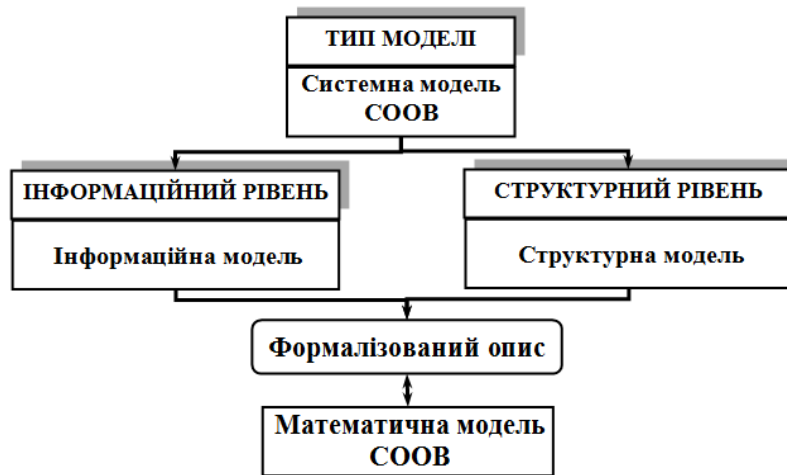 ТИП МОДЕЛІ
Системна модель
СООВ
ІНФОРМАЦІЙНИЙ РІВЕНЬ
Інформаційна модель
СТРУКТУРНИЙ РІВЕНЬ
Структурна модель
Формалізований опис
Математична модель
СООВ